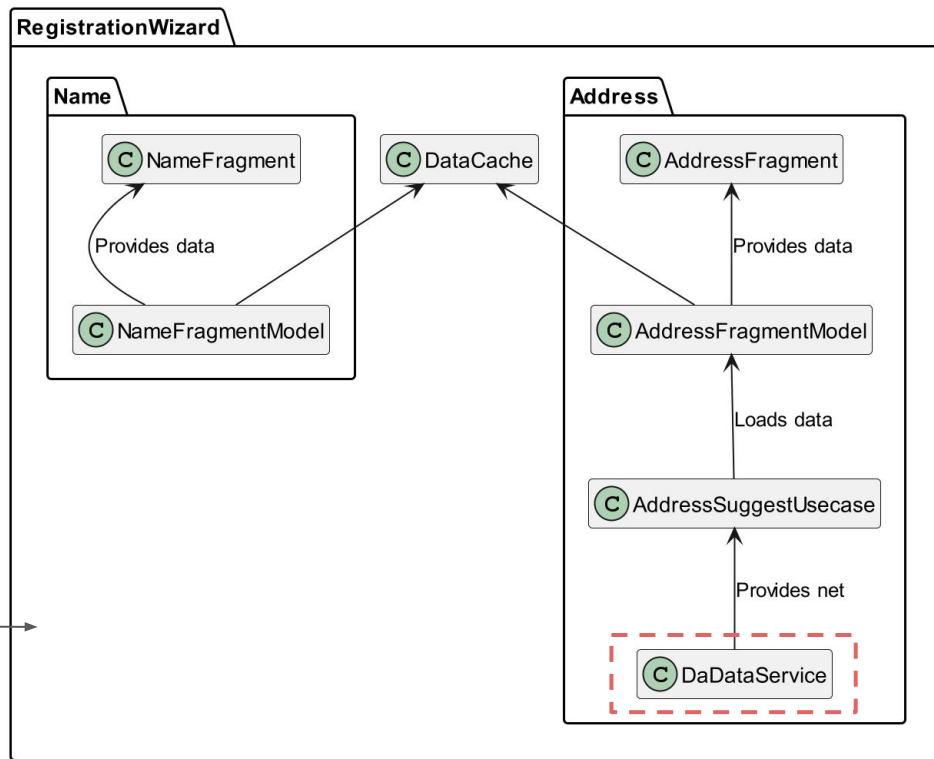 RegistrationWizard
Name
Address
C NameFragment
C DataCache
C AddressFragment
Provides data
Provides data
C NameFragmentModel
C AddressFragmentModel
Loads data
C AddressSuggestUsecase
Provides net
C DaDataService